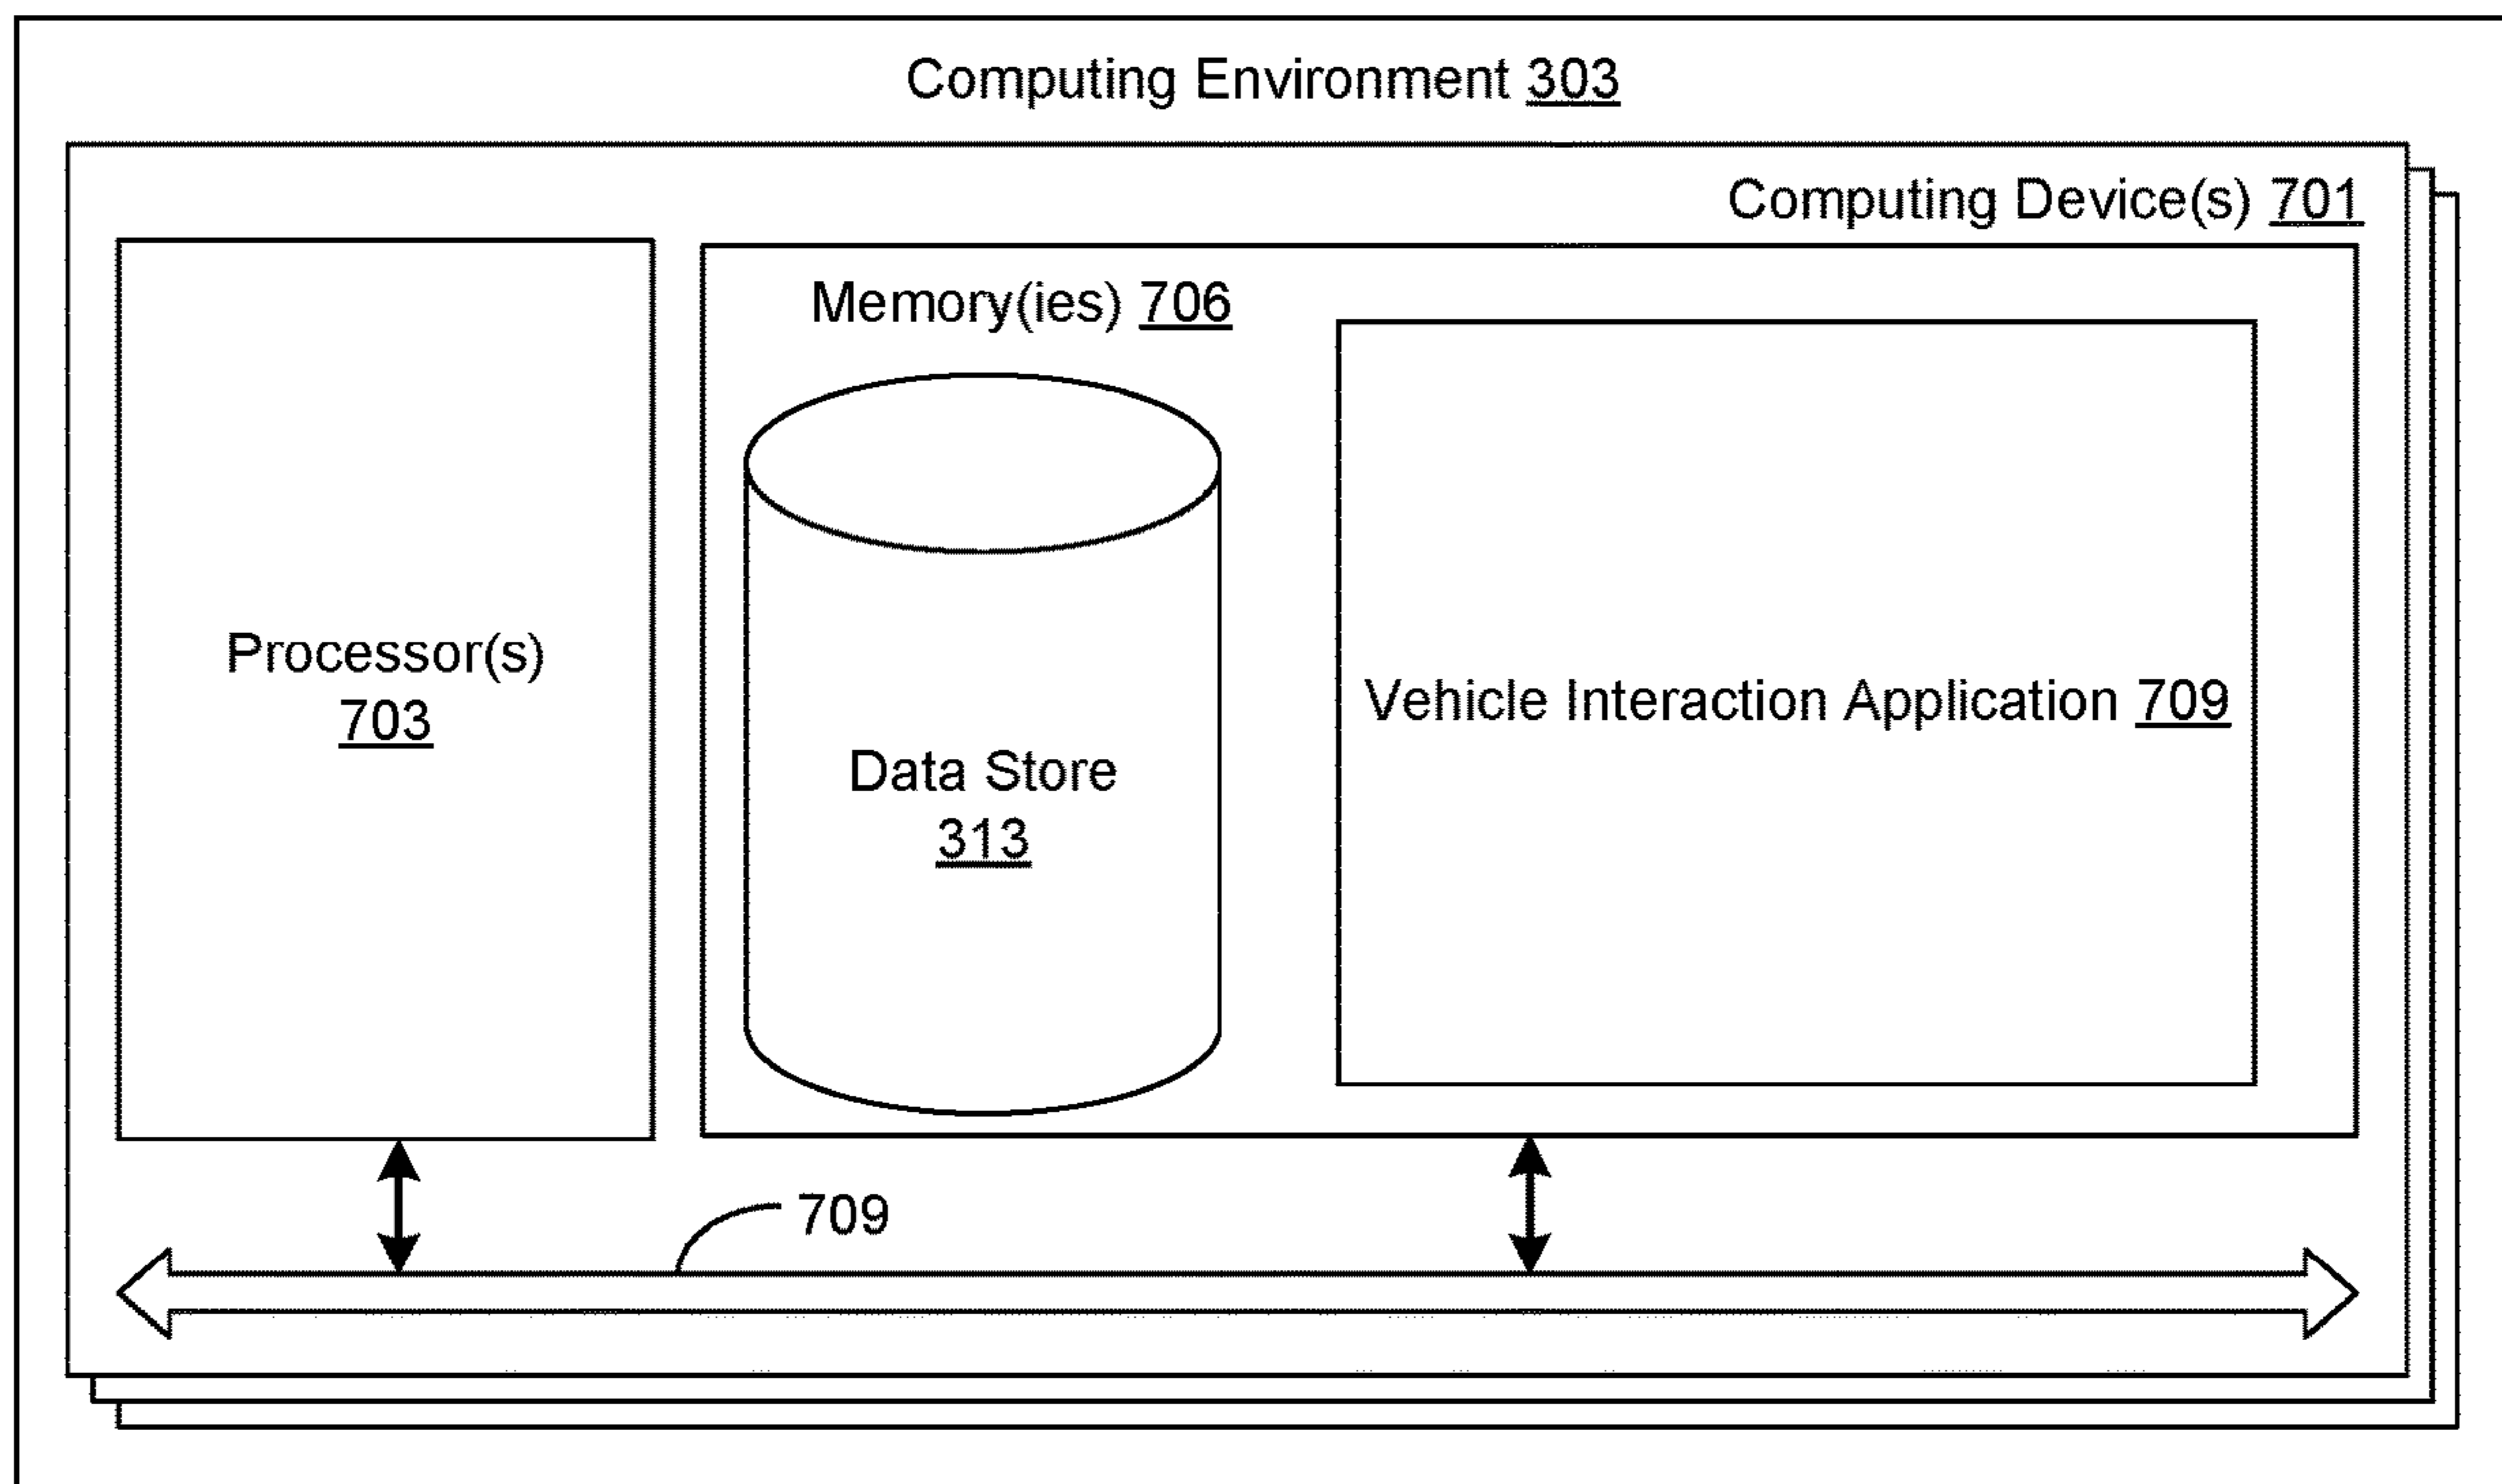 Computing Environment 303
Computing Device(s) 701
Memory(ies) 706
Processor(s)
703
Vehicle Interaction Application 709
Data Store
313
709